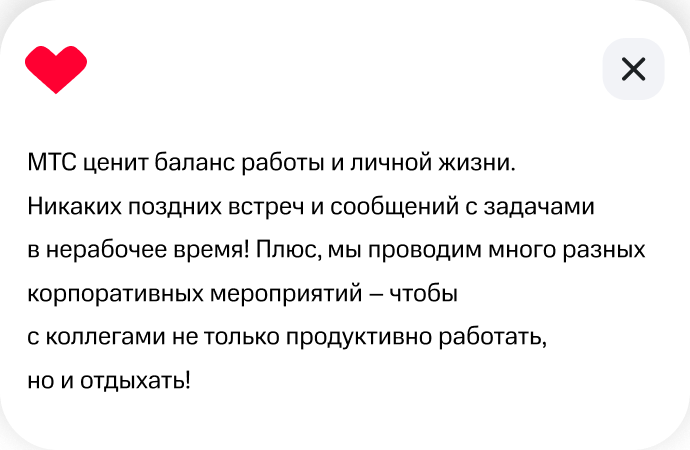 МТС ценит баланс работы и личной жизни.
Никаких поздних встреч и сообщений с задачами
в нерабочее время! Плюс, мы проводим много разных
корпоративных мероприятий – чтобы
с коллегами не только продуктивно работать,
но и отдыхать!